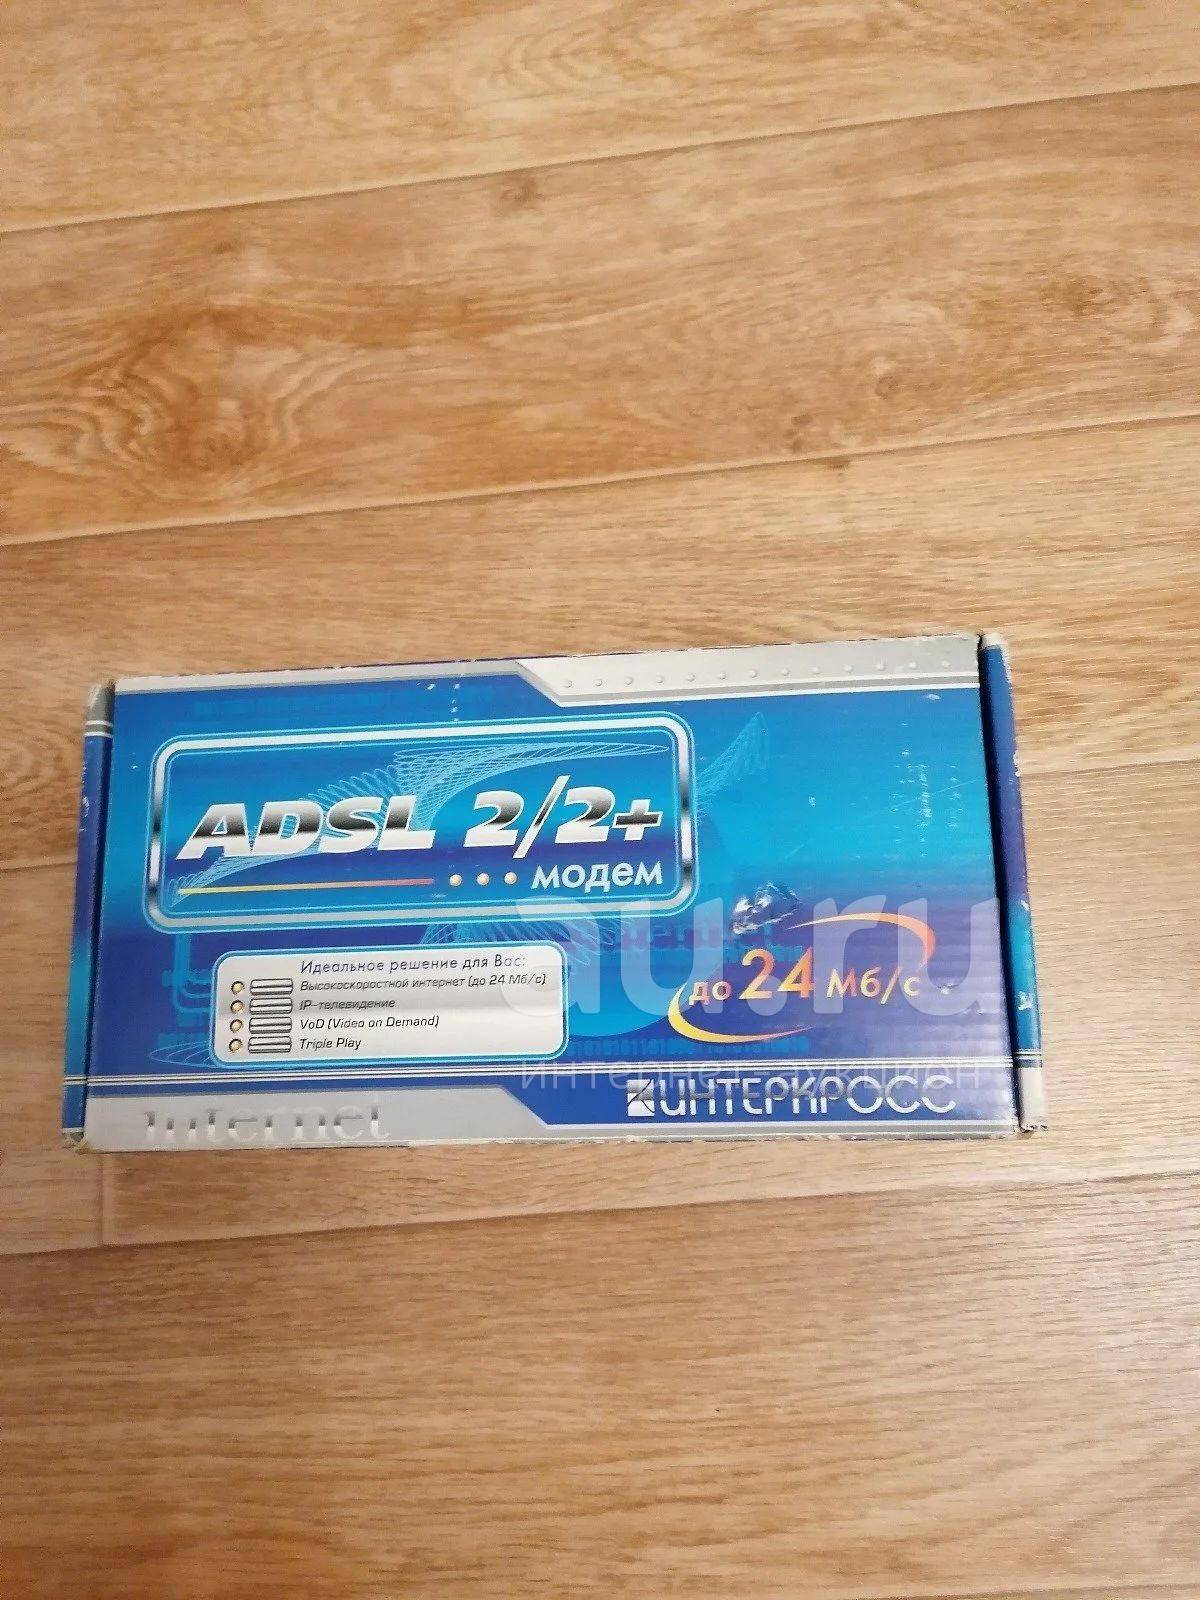 ADSL 2/2+
модем
Идеальное решение для Вас:
Высокоскоростной интернет (до 24 Мб/с)
IP-телевидение
VoD (Video on Demand)
Triple Play
до 24 Мб/с
au.ru
интернет-аукцион
ИНТЕРКРОСС
Internet